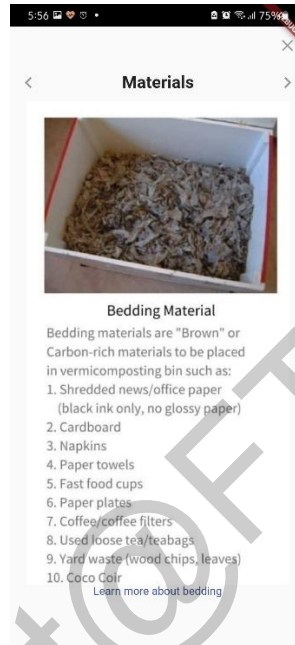 5:56
75%
Materials
Bedding Material
Bedding materials are "Brown" or
Carbon-rich materials to be placed
in vermicomposting bin such as:
1. Shredded news/office paper
(black ink only, no glossy paper)
2. Cardboard
3. Napkins
4. Paper towels
5. Fast food cups
6. Paper plates
7. Coffee/coffee filters
8. Used loose tea/teabags
9. Yard waste (wood chips, leaves)
10. Coco Coir
Learn more about bedding